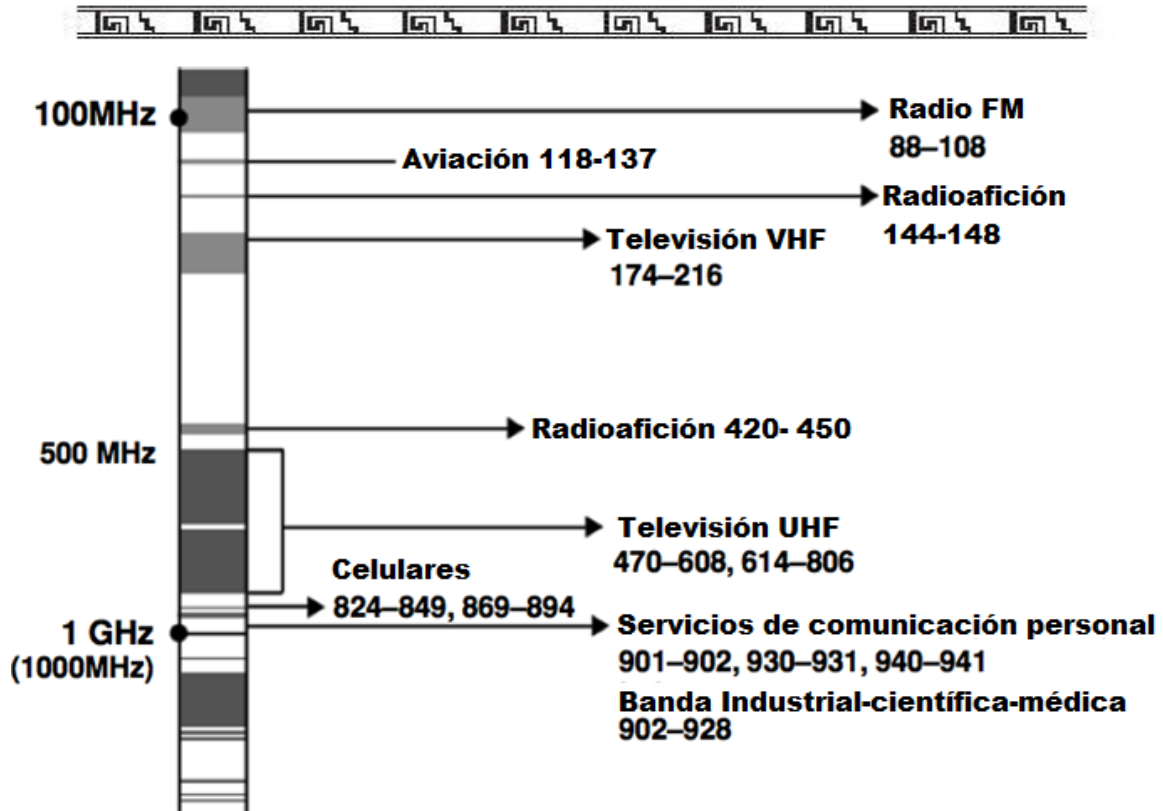 100MHz
Radio FM
88–108
Aviación 118-137
Radioafición
144-148
Televisión VHF
174–216
Radioafición 420- 450
500 MHz
Televisión UHF
470–608, 614–806
Celulares
824–849, 869–894
1 GHz
(1000MHz)
Servicios de comunicación personal
901–902, 930–931, 940–941
Banda Industrial-científica-médica
902–928